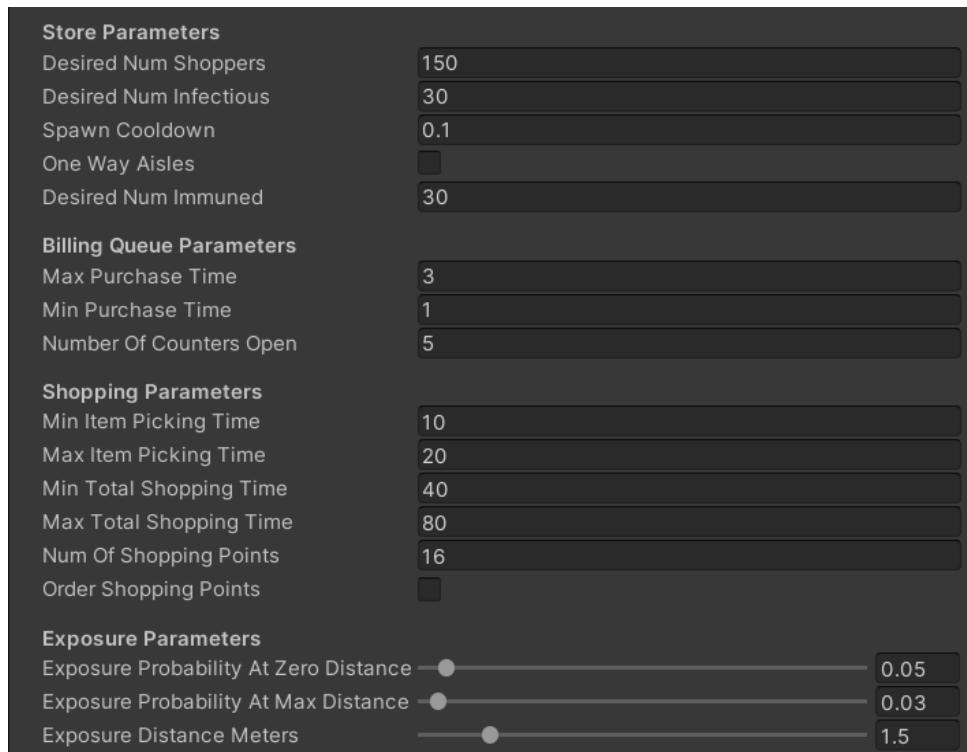 Store Parameters
Desired Num Shoppers 150
Desired Num Infectious 30
Spawn Cooldown 0.1
One Way Aisles
Desired Num Immuned 30
Billing Queue Parameters
Max Purchase Time 3
Min Purchase Time 1
Number Of Counters Open 5
Shopping Parameters
Min Item Picking Time 10
Max Item Picking Time 20
Min Total Shopping Time 40
Max Total Shopping Time 80
Num Of Shopping Points 16
Order Shopping Points
Exposure Parameters
Exposure Probability At Zero Distance 0.05
Exposure Probability At Max Distance 0.03
Exposure Distance Meters 1.5